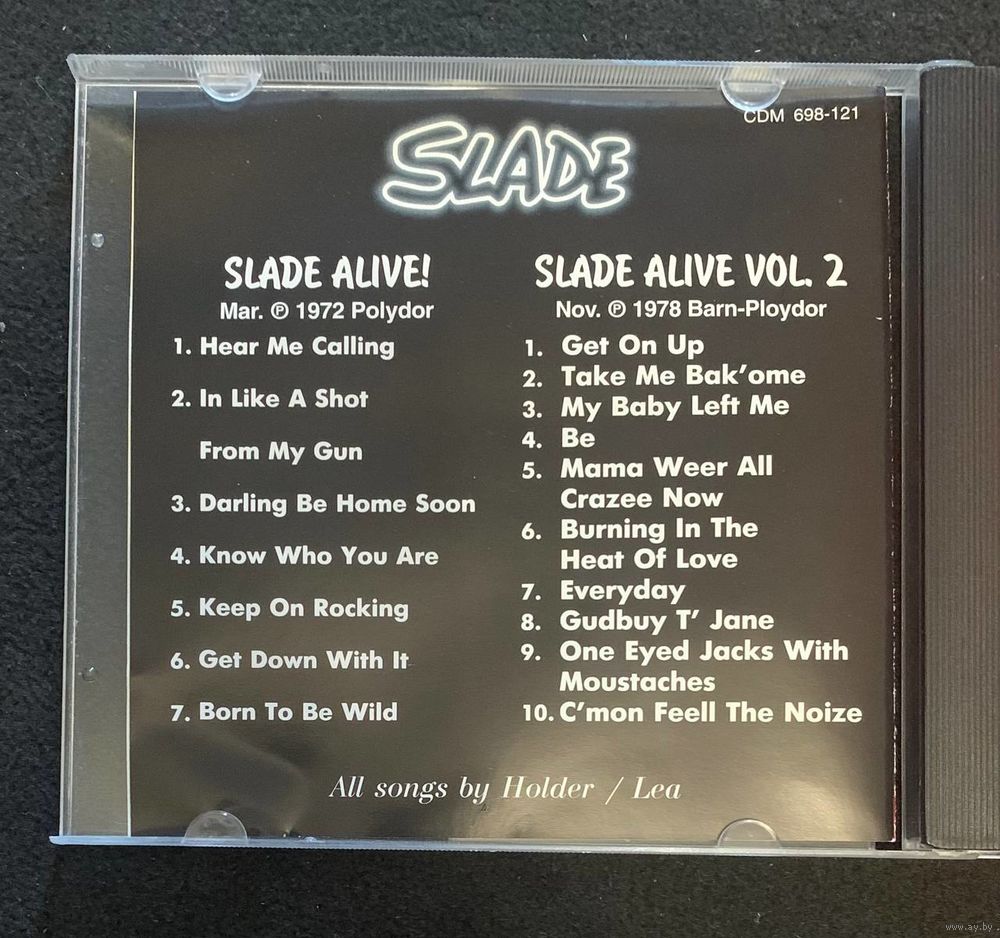 CDM 698-121
SLADE
SLADE ALIVE!
Mar. ℗ 1972 Polydor
1. Hear Me Calling
2. In Like A Shot
From My Gun
3. Darling Be Home Soon
4. Know Who You Are
5. Keep On Rocking
6. Get Down With It
7. Born To Be Wild
SLADE ALIVE VOL. 2
Nov. ℗ 1978 Barn-Ploydor
1. Get On Up
2. Take Me Bak'ome
3. My Baby Left Me
4. Be
5. Mama Weer All
Crazee Now
6. Burning In The
Heat Of Love
7. Everyday
8. Gudbuy T' Jane
9. One Eyed Jacks With
Moustaches
10. C'mon Feell The Noize
All songs by Holder / Lea
www.ay.by